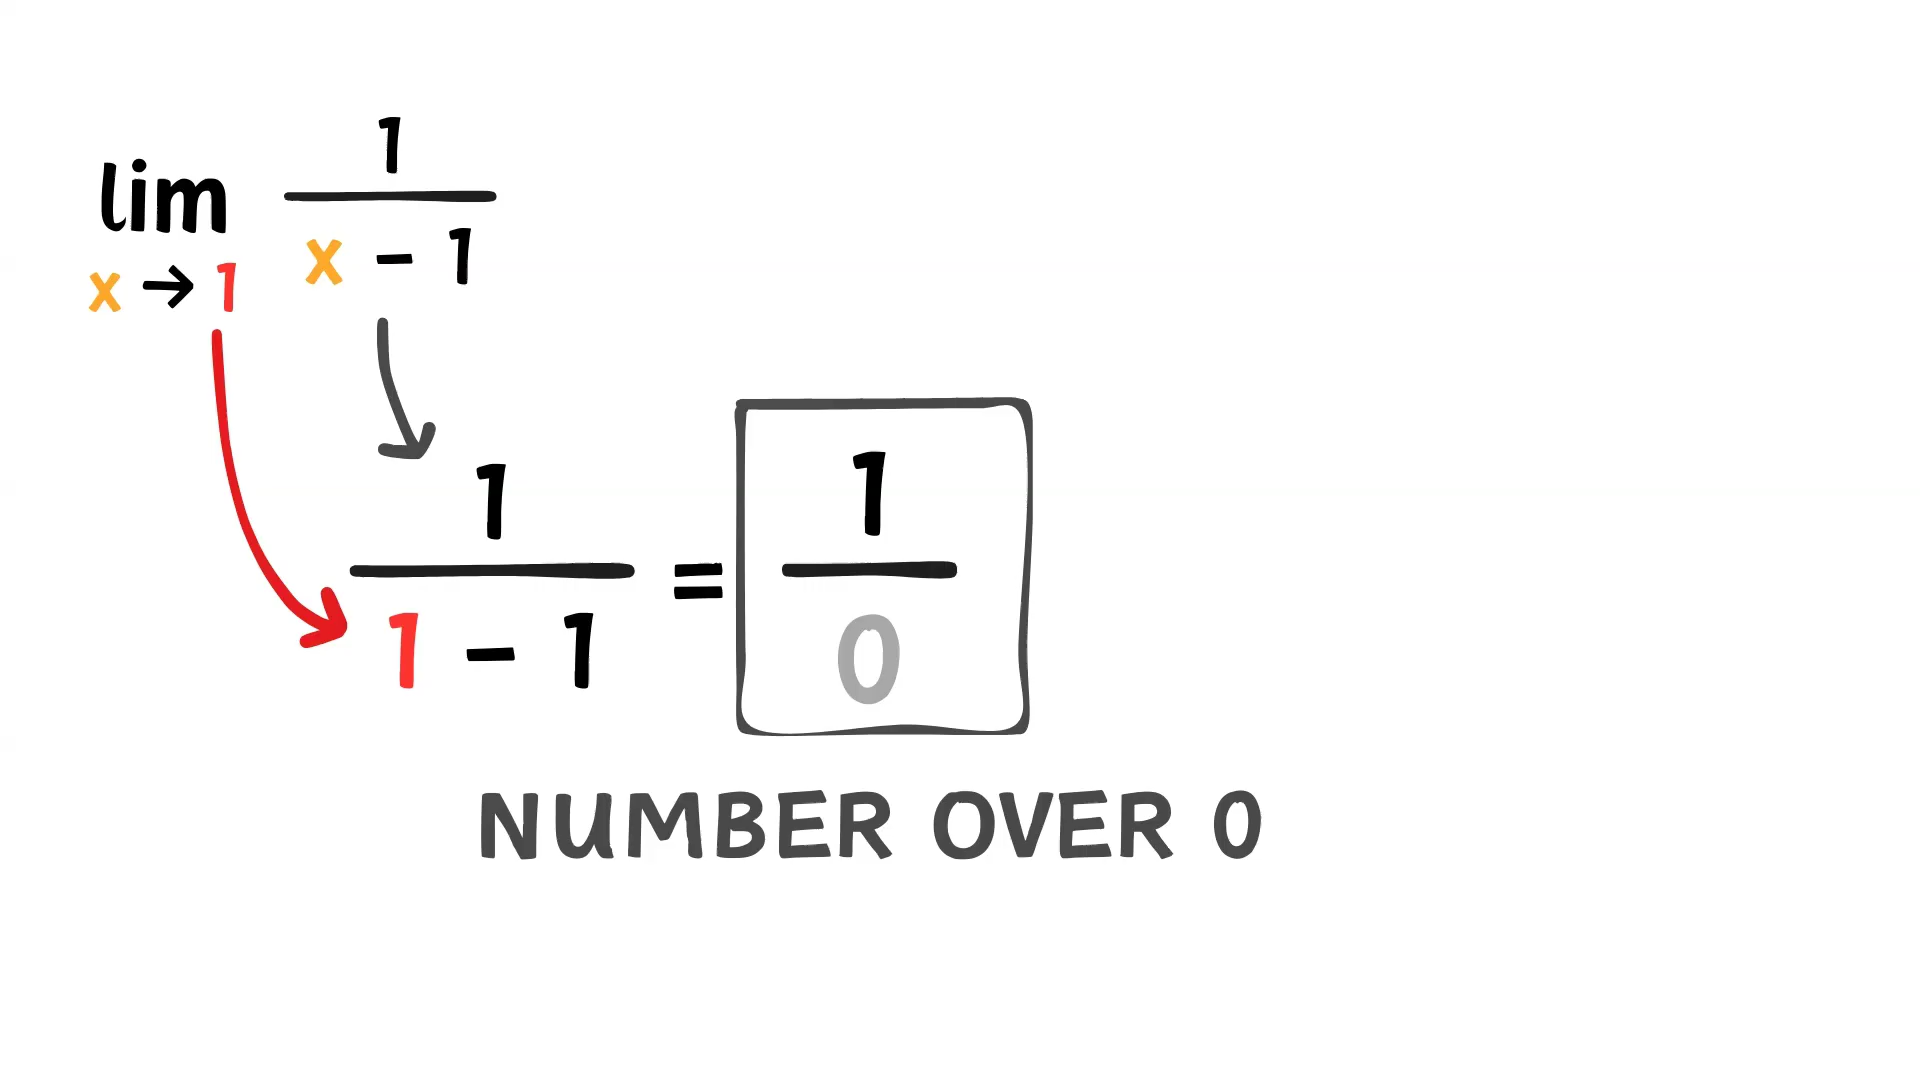 lim 1
x → 1 x - 1
1
1 - 1
= 1
0
NUMBER OVER 0